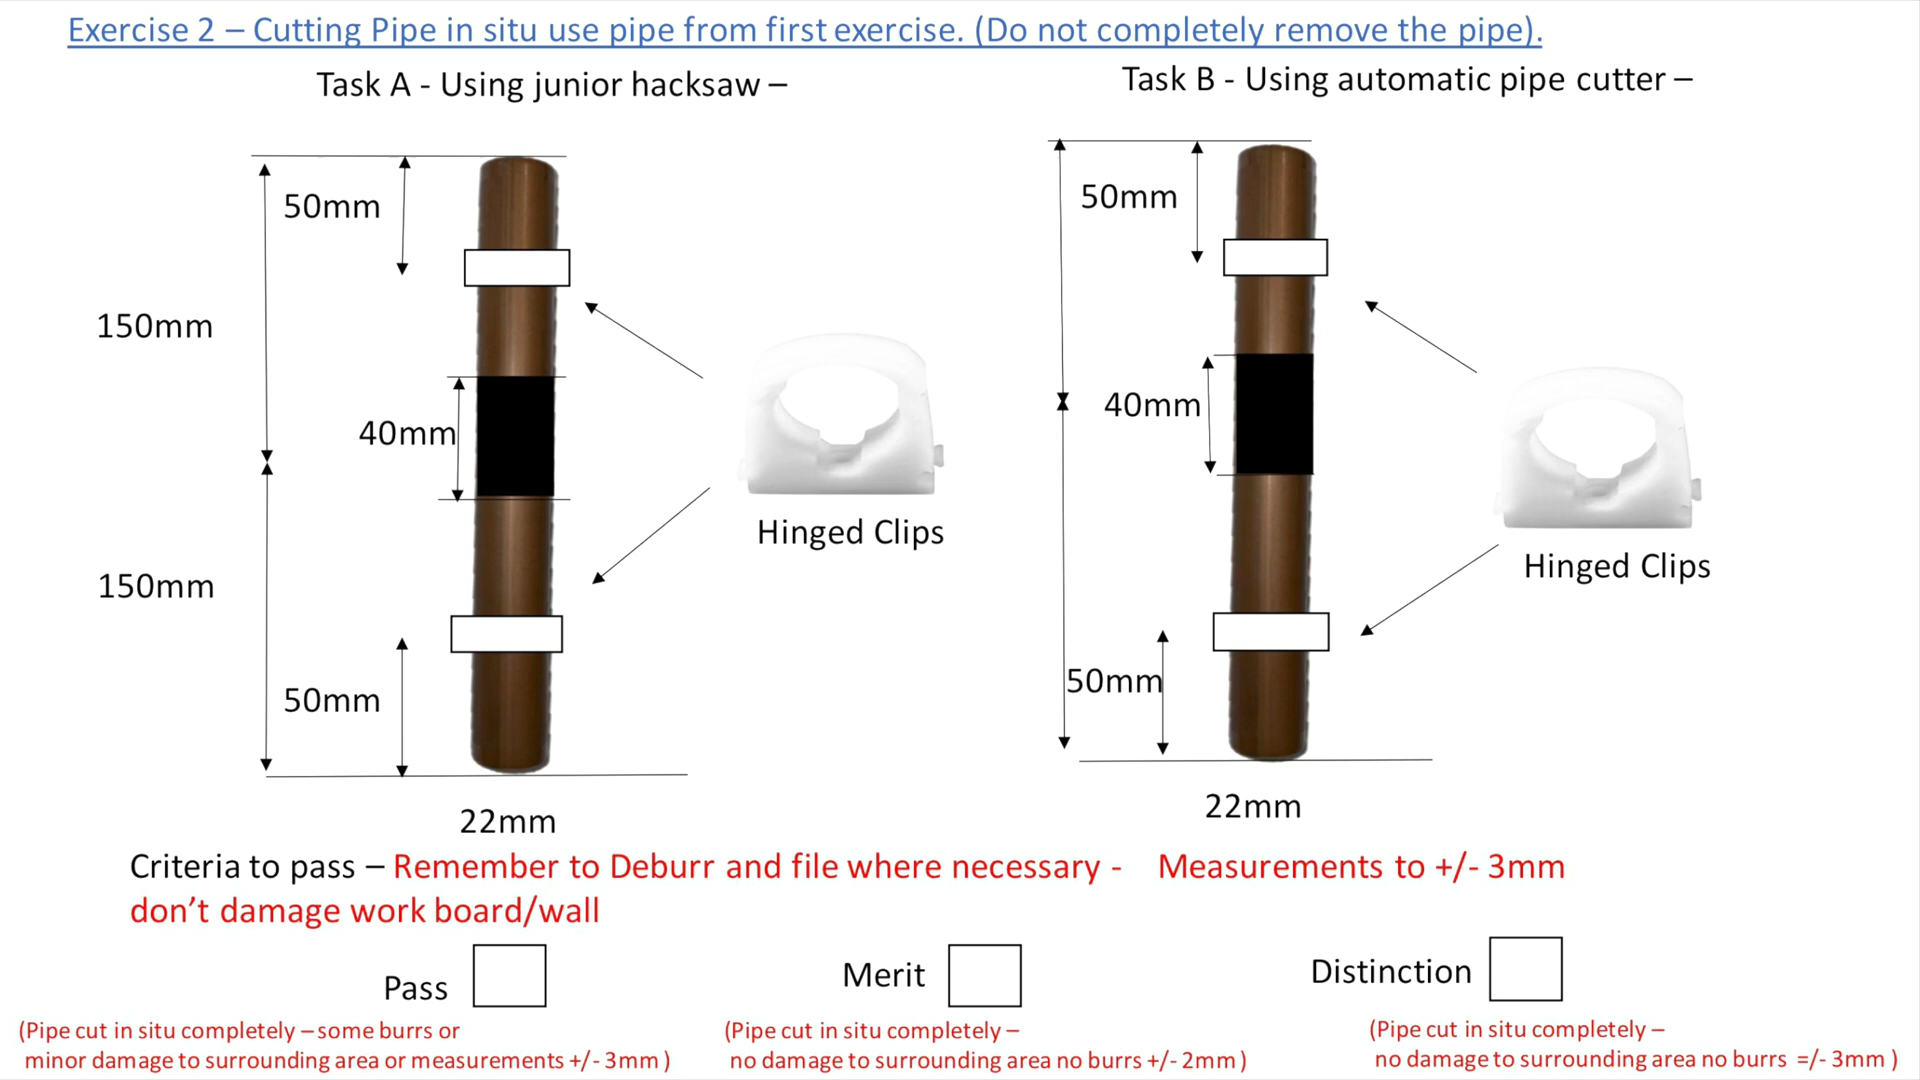 Exercise 2 – Cutting Pipe in situ use pipe from first exercise. (Do not completely remove the pipe).
Task A - Using junior hacksaw –
Task B - Using automatic pipe cutter –
50mm
150mm
40mm
150mm
50mm
Hinged Clips
22mm
50mm
40mm
50mm
Hinged Clips
22mm
Criteria to pass – Remember to Deburr and file where necessary - Measurements to +/- 3mm
don’t damage work board/wall
Pass
Merit
Distinction
(Pipe cut in situ completely – some burrs or
minor damage to surrounding area or measurements +/- 3mm )
(Pipe cut in situ completely –
no damage to surrounding area no burrs +/- 2mm )
(Pipe cut in situ completely –
no damage to surrounding area no burrs =/- 3mm )